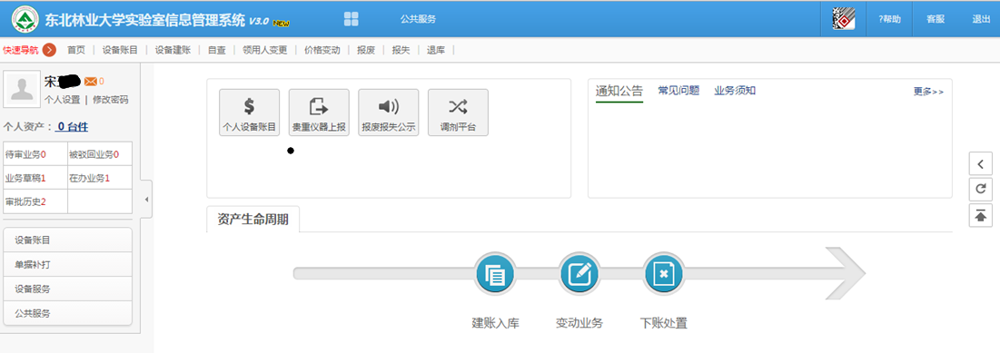 东北林业大学实验室信息管理系统 V3.0 NEW 公共服务 ?帮助 客服 退出
快速导航 首页 设备账目 设备建账 自查 领用人变更 价格变动 报废 报失 退库
宋
0
个人设置 | 修改密码
个人资产： 0 台件
待审业务0 被驳回业务0
业务草稿1 在办业务1
审批历史2
设备账目
单据补打
设备服务
公共服务
个人设备账目 贵重仪器上报 报废报失公示 调剂平台
通知公告 常见问题 业务须知 更多>>
资产生命周期
建账入库 变动业务 下账处置